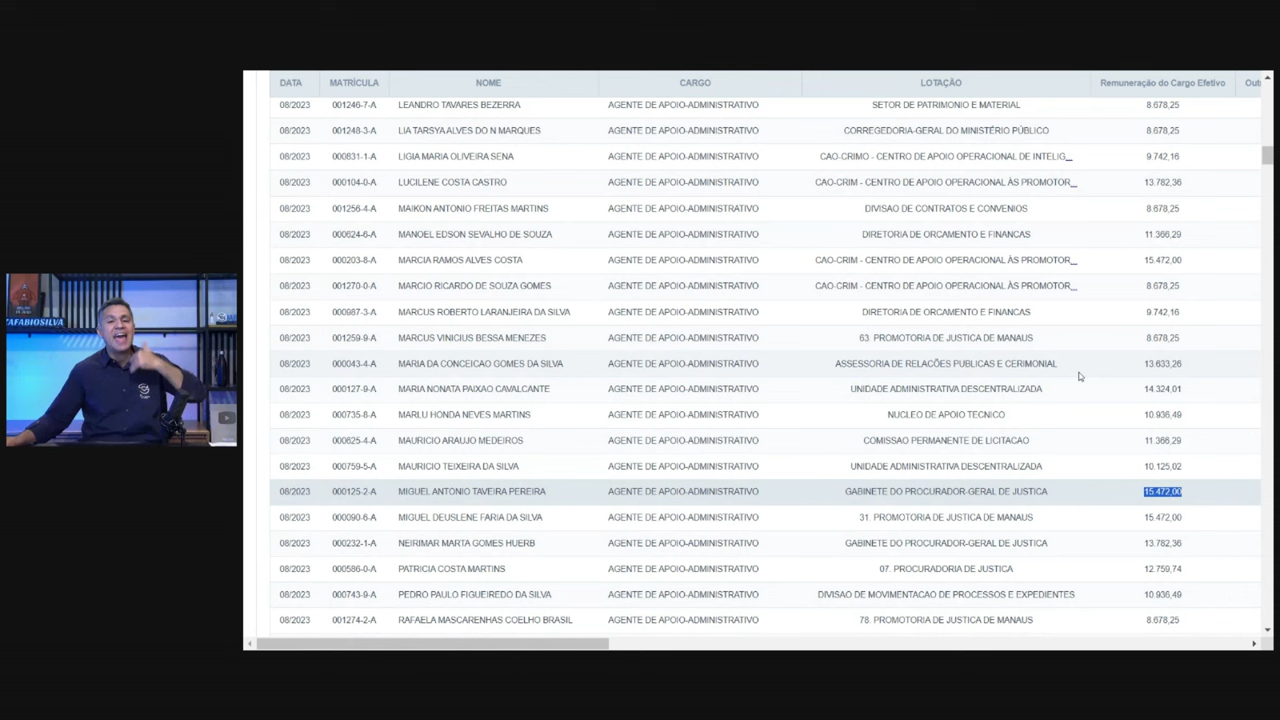 DATA MATRÍCULA NOME CARGO LOTAÇÃO Remuneração do Cargo Efetivo Out
08/2023 001246-7-A LEANDRO TAVARES BEZERRA AGENTE DE APOIO-ADMINISTRATIVO SETOR DE PATRIMONIO E MATERIAL 8.678,25
08/2023 001248-3-A LIA TARSYA ALVES DO N MARQUES AGENTE DE APOIO-ADMINISTRATIVO CORREGEDORIA-GERAL DO MINISTÉRIO PÚBLICO 8.678,25
08/2023 000831-1-A LIGIA MARIA OLIVEIRA SENA AGENTE DE APOIO-ADMINISTRATIVO CAO-CRIMO - CENTRO DE APOIO OPERACIONAL DE INTELIG_ 9.742,16
08/2023 000104-0-A LUCILENE COSTA CASTRO AGENTE DE APOIO-ADMINISTRATIVO CAO-CRIM - CENTRO DE APOIO OPERACIONAL ÀS PROMOTOR_ 13.782,36
08/2023 001256-4-A MAIKON ANTONIO FREITAS MARTINS AGENTE DE APOIO-ADMINISTRATIVO DIVISAO DE CONTRATOS E CONVENIOS 8.678,25
08/2023 000624-6-A MANOEL EDSON SEVALHO DE SOUZA AGENTE DE APOIO-ADMINISTRATIVO DIRETORIA DE ORCAMENTO E FINANCAS 11.366,29
08/2023 000203-8-A MARCIA RAMOS ALVES COSTA AGENTE DE APOIO-ADMINISTRATIVO CAO-CRIM - CENTRO DE APOIO OPERACIONAL ÀS PROMOTOR_ 15.472,00
08/2023 001270-0-A MARCIO RICARDO DE SOUZA GOMES AGENTE DE APOIO-ADMINISTRATIVO CAO-CRIM - CENTRO DE APOIO OPERACIONAL ÀS PROMOTOR_ 8.678,25
08/2023 000987-3-A MARCUS ROBERTO LARANJEIRA DA SILVA AGENTE DE APOIO-ADMINISTRATIVO DIRETORIA DE ORCAMENTO E FINANCAS 9.742,16
08/2023 001259-9-A MARCUS VINICIUS BESSA MENEZES AGENTE DE APOIO-ADMINISTRATIVO 63. PROMOTORIA DE JUSTICA DE MANAUS 8.678,25
08/2023 000043-4-A MARIA DA CONCEICAO GOMES DA SILVA AGENTE DE APOIO-ADMINISTRATIVO ASSESSORIA DE RELACÕES PUBLICAS E CERIMONIAL 13.633,26
08/2023 000127-9-A MARIA NONATA PAIXAO CAVALCANTE AGENTE DE APOIO-ADMINISTRATIVO UNIDADE ADMINISTRATIVA DESCENTRALIZADA 14.324,01
08/2023 000735-8-A MARLU HONDA NEVES MARTINS AGENTE DE APOIO-ADMINISTRATIVO NUCLEO DE APOIO TECNICO 10.936,49
08/2023 000625-4-A MAURICIO ARAUJO MEDEIROS AGENTE DE APOIO-ADMINISTRATIVO COMISSAO PERMANENTE DE LICITACAO 11.366,29
08/2023 000759-5-A MAURICIO TEIXEIRA DA SILVA AGENTE DE APOIO-ADMINISTRATIVO UNIDADE ADMINISTRATIVA DESCENTRALIZADA 10.125,02
08/2023 000125-2-A MIGUEL ANTONIO TAVEIRA PEREIRA AGENTE DE APOIO-ADMINISTRATIVO GABINETE DO PROCURADOR-GERAL DE JUSTICA 15.472,00
08/2023 000090-6-A MIGUEL DEUSLENE FARIA DA SILVA AGENTE DE APOIO-ADMINISTRATIVO 31. PROMOTORIA DE JUSTICA DE MANAUS 15.472,00
08/2023 000232-1-A NEIRIMAR MARTA GOMES HUERB AGENTE DE APOIO-ADMINISTRATIVO GABINETE DO PROCURADOR-GERAL DE JUSTICA 13.782,36
08/2023 000586-0-A PATRICIA COSTA MARTINS AGENTE DE APOIO-ADMINISTRATIVO 07. PROCURADORIA DE JUSTICA 12.759,74
08/2023 000743-9-A PEDRO PAULO FIGUEIREDO DA SILVA AGENTE DE APOIO-ADMINISTRATIVO DIVISAO DE MOVIMENTACAO DE PROCESSOS E EXPEDIENTES 10.936,49
08/2023 001274-2-A RAFAELA MASCARENHAS COELHO BRASIL AGENTE DE APOIO-ADMINISTRATIVO 78. PROMOTORIA DE JUSTICA DE MANAUS 8.678,25
AFABIOSILVA